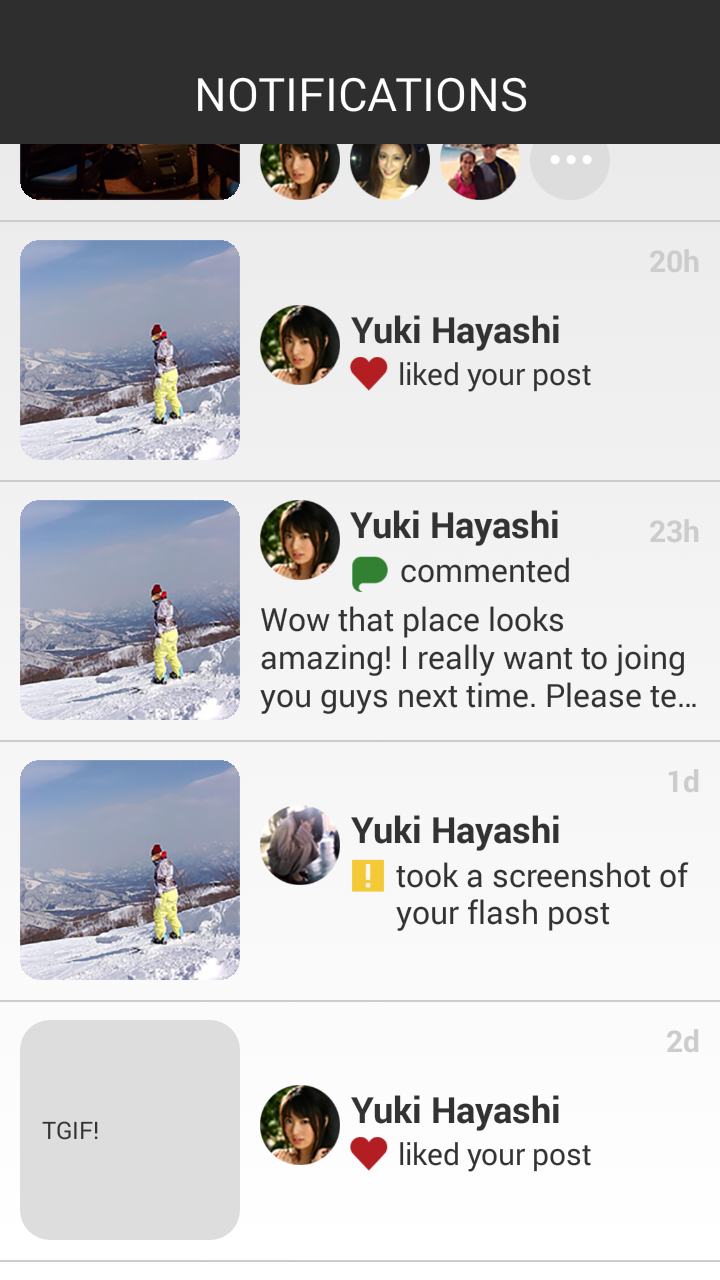 NOTIFICATIONS
20h
Yuki Hayashi
liked your post
Yuki Hayashi
23h
commented
Wow that place looks
amazing! I really want to joing
you guys next time. Please te...
1d
Yuki Hayashi
! took a screenshot of
your flash post
2d
TGIF!
Yuki Hayashi
liked your post